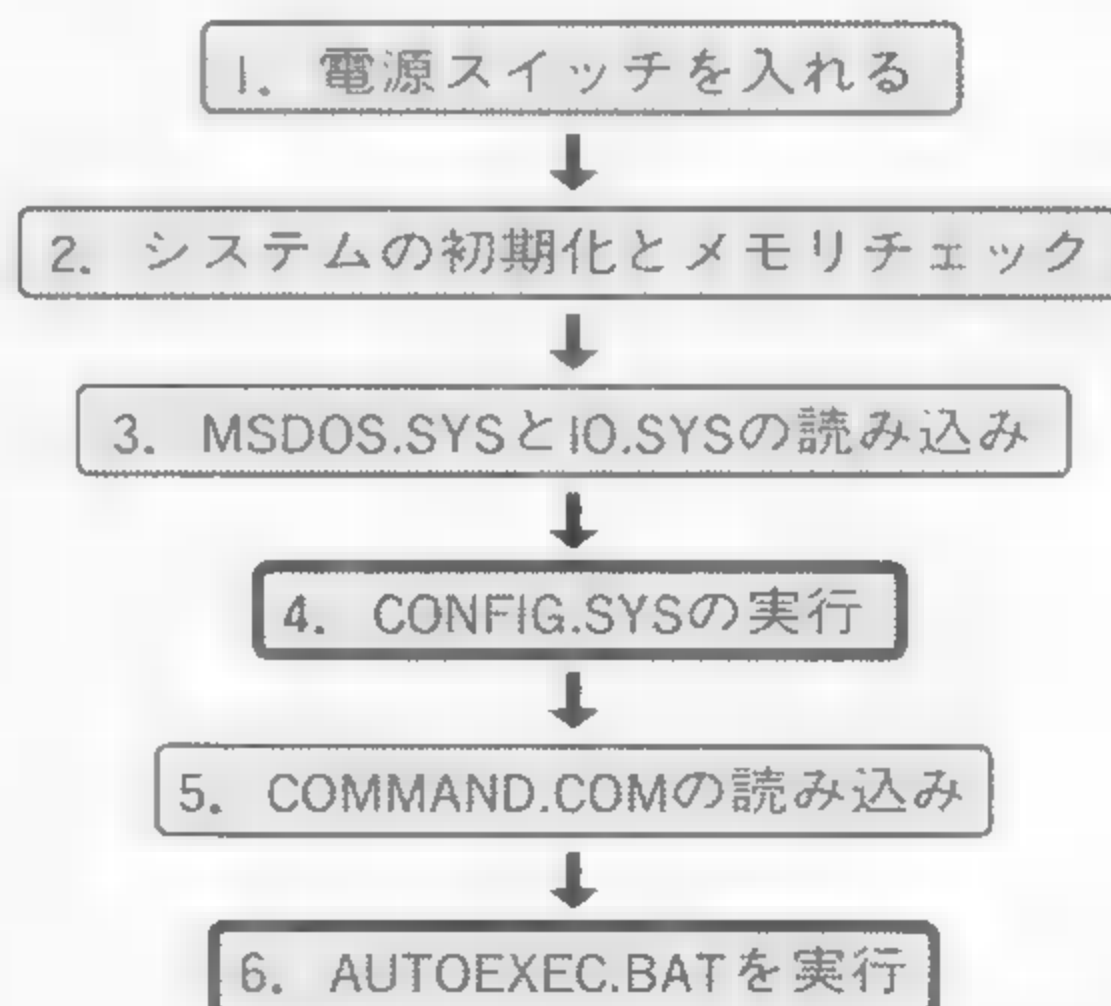 1. 電源スイッチを入れる
2. システムの初期化とメモリチェック
3. MSDOS.SYSとIO.SYSの読み込み
4. CONFIG.SYSの実行
5. COMMAND.COMの読み込み
6. AUTOEXEC.BATを実行